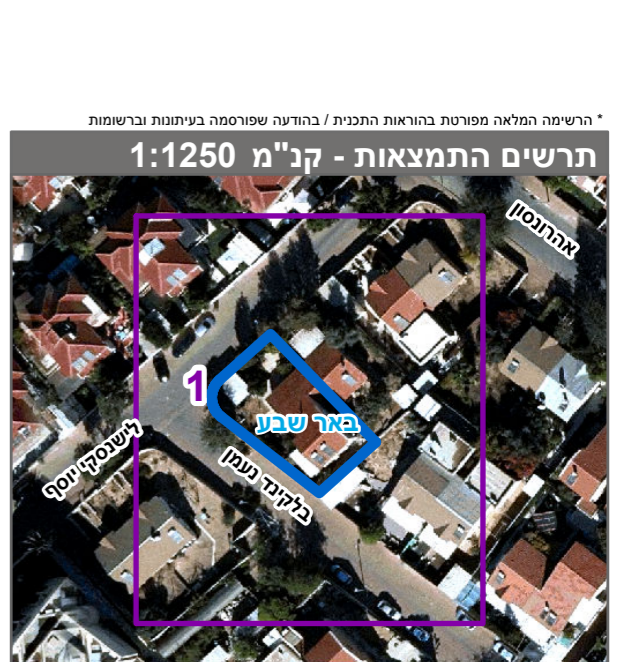 * הרשימה המלאה מפורטת בהוראות התכנית / בהודעה שפורסמה בעיתונות וברשומות
תרשים התמצאות - קנ"מ 1:1250
אהרונסון
1
באר שבע
לישנסקי יוסף
בלקינד נעמן